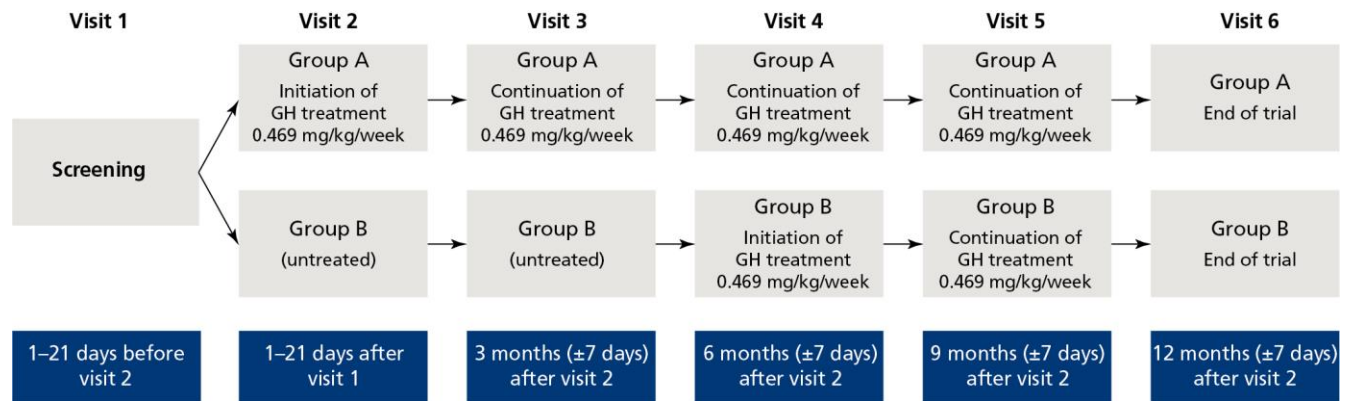 Visit 1
Visit 2
Visit 3
Visit 4
Visit 5
Visit 6
Screening
Group A
Initiation of
GH treatment
0.469 mg/kg/week
Group A
Continuation of
GH treatment
0.469 mg/kg/week
Group A
Continuation of
GH treatment
0.469 mg/kg/week
Group A
Continuation of
GH treatment
0.469 mg/kg/week
Group A
End of trial
Group B
(untreated)
Group B
(untreated)
Group B
Initiation of
GH treatment
0.469 mg/kg/week
Group B
Continuation of
GH treatment
0.469 mg/kg/week
Group B
End of trial
1–21 days before
visit 2
1–21 days after
visit 1
3 months (±7 days)
after visit 2
6 months (±7 days)
after visit 2
9 months (±7 days)
after visit 2
12 months (±7 days)
after visit 2